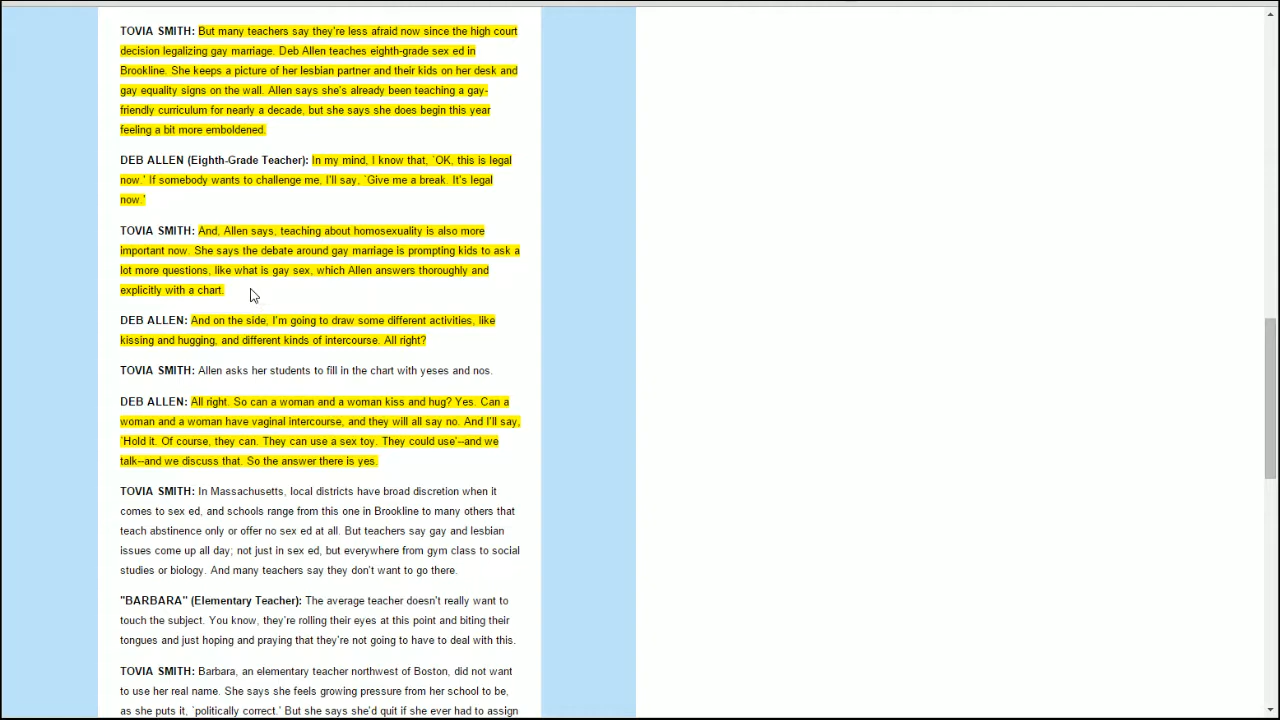 TOVIA SMITH: But many teachers say they're less afraid now since the high court
decision legalizing gay marriage. Deb Allen teaches eighth-grade sex ed in
Brookline. She keeps a picture of her lesbian partner and their kids on her desk and
gay equality signs on the wall. Allen says she's already been teaching a gay-
friendly curriculum for nearly a decade, but she says she does begin this year
feeling a bit more emboldened.
DEB ALLEN (Eighth-Grade Teacher): In my mind, I know that, `OK, this is legal
now.' If somebody wants to challenge me, I'll say, `Give me a break. It's legal
now.'
TOVIA SMITH: And, Allen says, teaching about homosexuality is also more
important now. She says the debate around gay marriage is prompting kids to ask a
lot more questions, like what is gay sex, which Allen answers thoroughly and
explicitly with a chart.
DEB ALLEN: And on the side, I'm going to draw some different activities, like
kissing and hugging, and different kinds of intercourse. All right?
TOVIA SMITH: Allen asks her students to fill in the chart with yeses and nos.
DEB ALLEN: All right. So can a woman and a woman kiss and hug? Yes. Can a
woman and a woman have vaginal intercourse, and they will all say no. And I'll say,
`Hold it. Of course, they can. They can use a sex toy. They could use'--and we
talk--and we discuss that. So the answer there is yes.
TOVIA SMITH: In Massachusetts, local districts have broad discretion when it
comes to sex ed, and schools range from this one in Brookline to many others that
teach abstinence only or offer no sex ed at all. But teachers say gay and lesbian
issues come up all day; not just in sex ed, but everywhere from gym class to social
studies or biology. And many teachers say they don't want to go there.
"BARBARA" (Elementary Teacher): The average teacher doesn't really want to
touch the subject. You know, they're rolling their eyes at this point and biting their
tongues and just hoping and praying that they're not going to have to deal with this.
TOVIA SMITH: Barbara, an elementary teacher northwest of Boston, did not want
to use her real name. She says she feels growing pressure from her school to be,
as she puts it, `politically correct.' But she says she'd quit if she ever had to assign